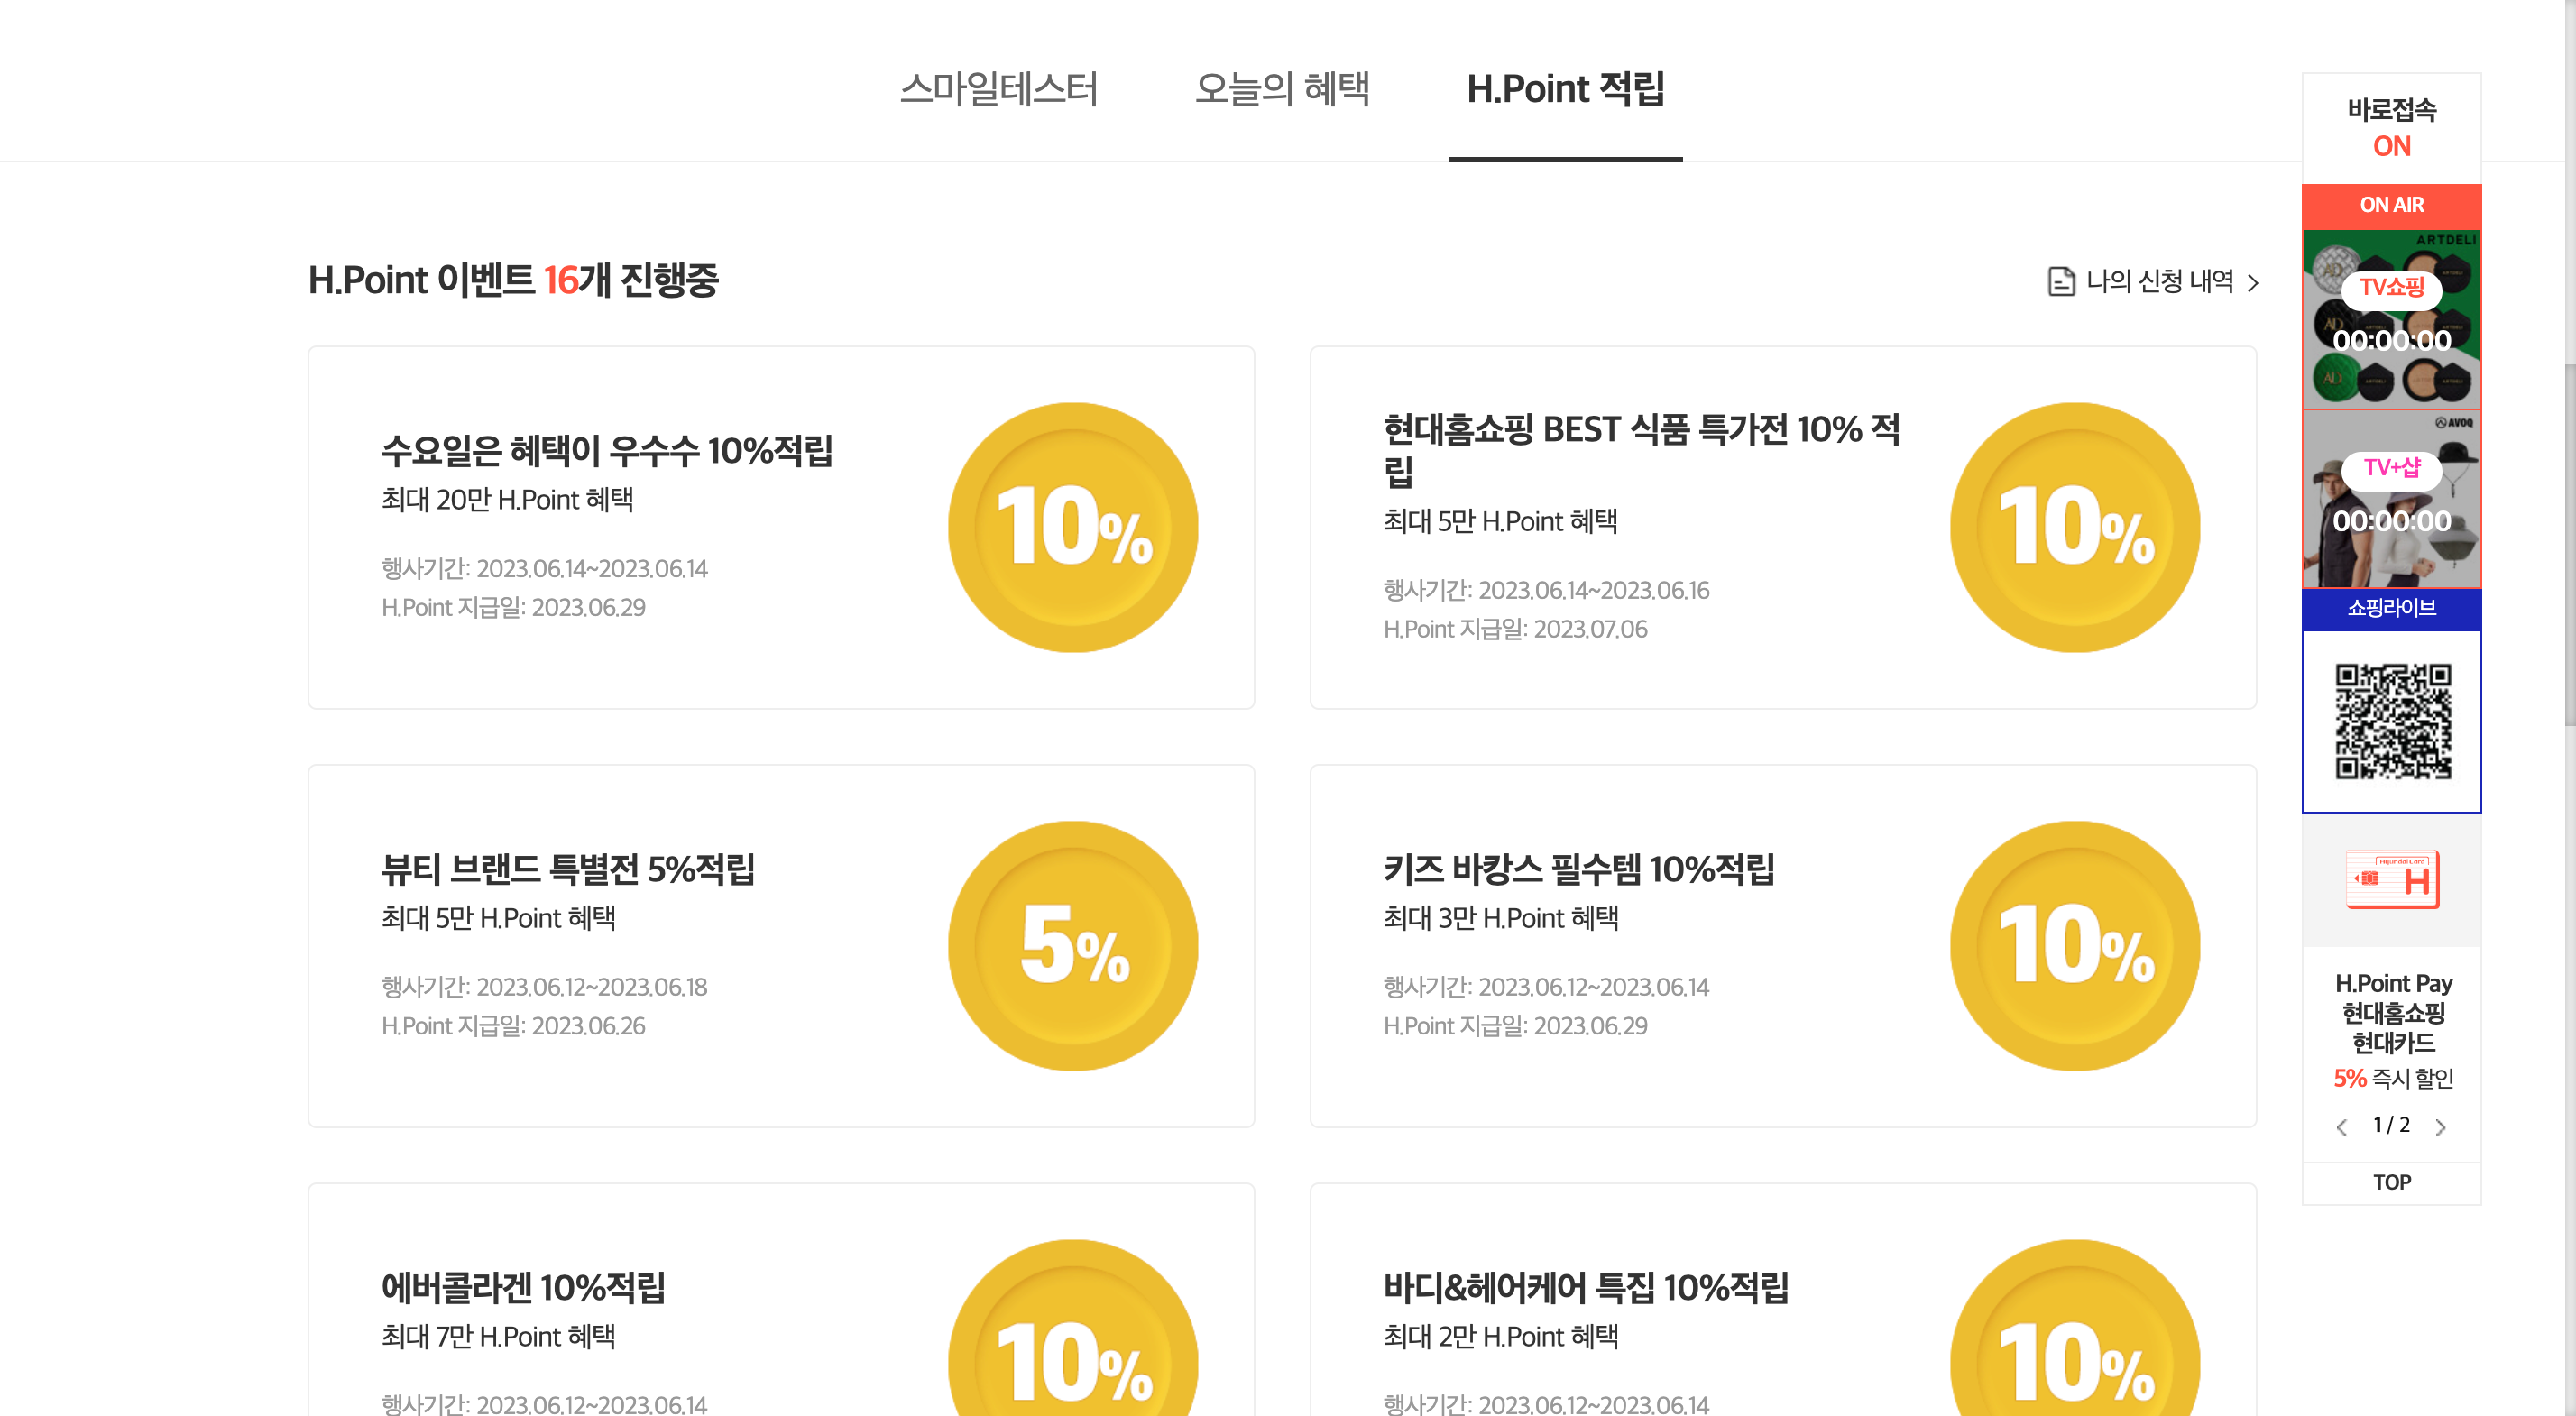 스마일테스터
오늘의 혜택
H.Point 적립
H.Point 이벤트 16개 진행중
나의 신청 내역
수요일은 혜택이 우수수 10%적립
최대 20만 H.Point 혜택
행사기간: 2023.06.14~2023.06.14
H.Point 지급일: 2023.06.29
10%
현대홈쇼핑 BEST 식품 특가전 10% 적
립
최대 5만 H.Point 혜택
행사기간: 2023.06.14~2023.06.16
H.Point 지급일: 2023.07.06
10%
뷰티 브랜드 특별전 5%적립
최대 5만 H.Point 혜택
행사기간: 2023.06.12~2023.06.18
H.Point 지급일: 2023.06.26
5%
키즈 바캉스 필수템 10%적립
최대 3만 H.Point 혜택
행사기간: 2023.06.12~2023.06.14
H.Point 지급일: 2023.06.29
10%
에버콜라겐 10%적립
최대 7만 H.Point 혜택
행사기간: 2023.06.12~2023.06.14
10%
바디&헤어케어 특집 10%적립
최대 2만 H.Point 혜택
행사기간: 2023.06.12~2023.06.14
10%
바로접속
ON
ON AIR
ARTDELI
TV쇼핑
00:00:00
AVOQ
TV+샵
00:00:00
쇼핑라이브
Hyundai Card
H
H.Point Pay
현대홈쇼핑
현대카드
5% 즉시 할인
1 / 2
TOP